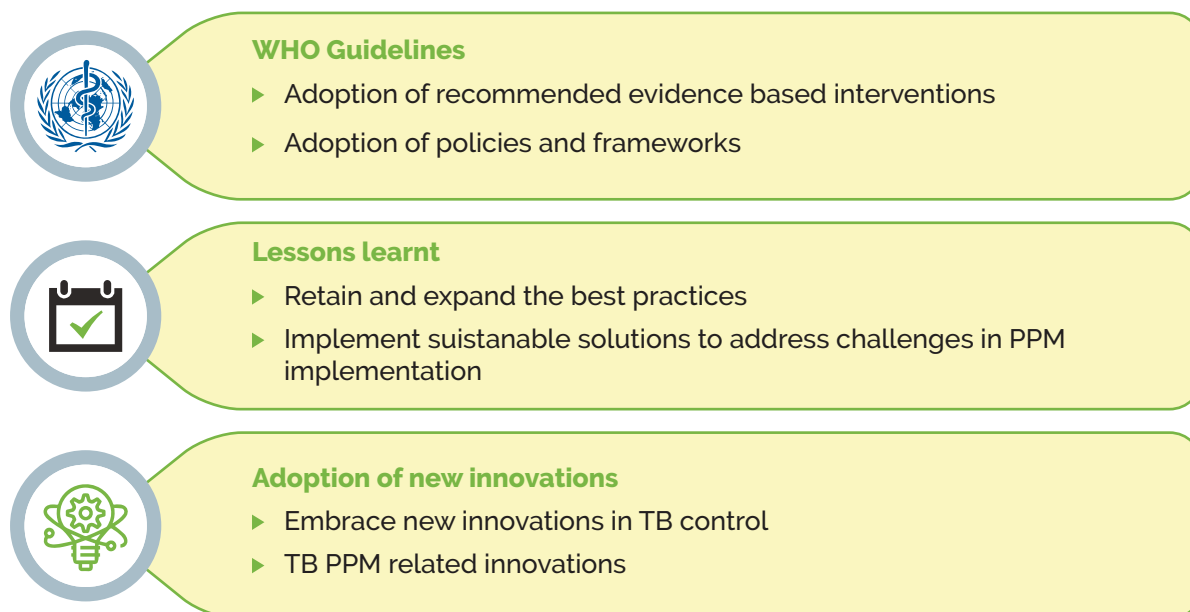 WHO Guidelines
Adoption of recommended evidence based interventions
Adoption of policies and frameworks
Lessons learnt
Retain and expand the best practices
Implement suistanable solutions to address challenges in PPM
implementation
Adoption of new innovations
Embrace new innovations in TB control
TB PPM related innovations